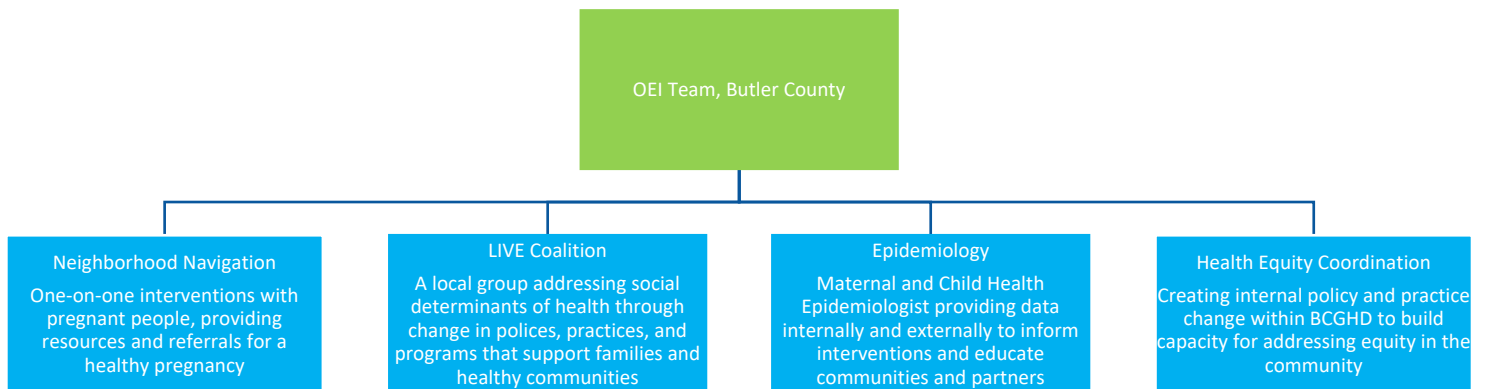 OEI Team, Butler County
Neighborhood Navigation
One-on-one interventions with
pregnant people, providing
resources and referrals for a
healthy pregnancy
LIVE Coalition
A local group addressing social
determinants of health through
change in polices, practices, and
programs that support families and
healthy communities
Epidemiology
Maternal and Child Health
Epidemiologist providing data
internally and externally to inform
interventions and educate
communities and partners
Health Equity Coordination
Creating internal policy and practice
change within BCGHD to build
capacity for addressing equity in the
community